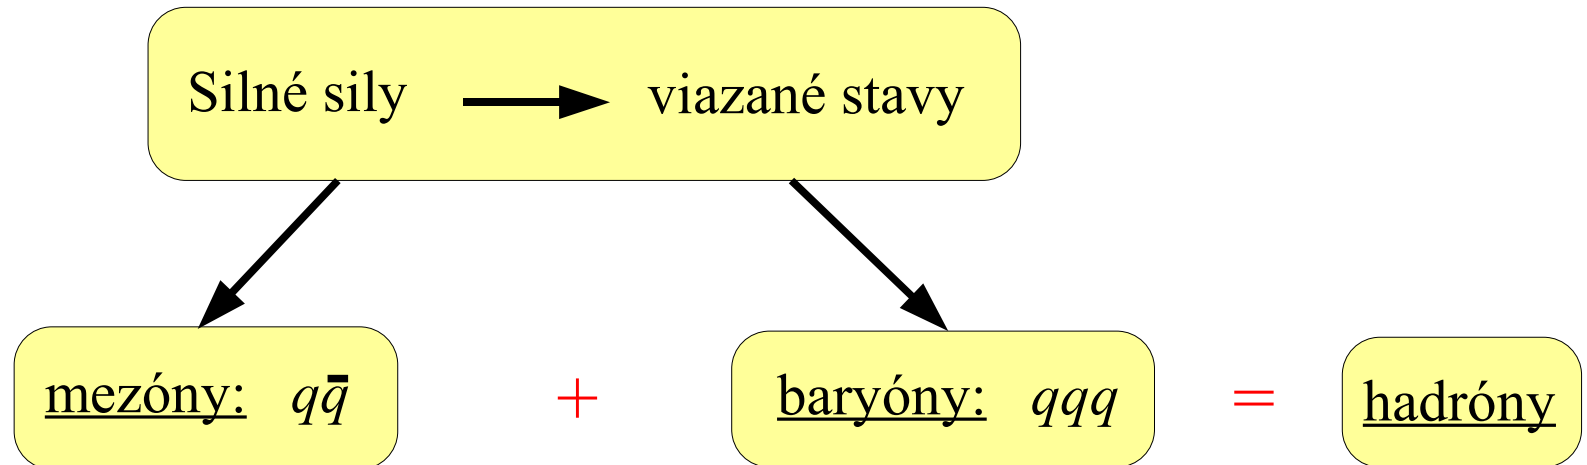 Silné sily viazané stavy
mezóny: qq̄ + baryóny: qqq = hadróny